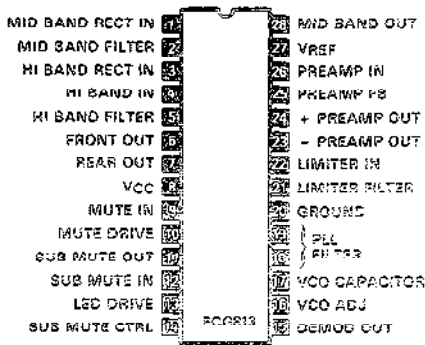 MID BAND RECT IN 1
MID BAND FILTER 2
HI BAND RECT IN 3
HI BAND IN 4
HI BAND FILTER 5
FRONT OUT 6
REAR OUT 7
VCC 8
MUTE IN 9
MUTE DRIVE 10
SUB MUTE OUT 11
SUB MUTE IN 12
LED DRIVE 13
SUB MUTE CTRL 14
28 MID BAND OUT
27 VREF
26 PREAMP IN
25 PREAMP FB
24 + PREAMP OUT
23 - PREAMP OUT
22 LIMITER IN
21 LIMITER FILTER
20 GROUND
19 PLL
18 FILTER
17 VCO CAPACITOR
16 VCO ADJ
15 DEMOD OUT